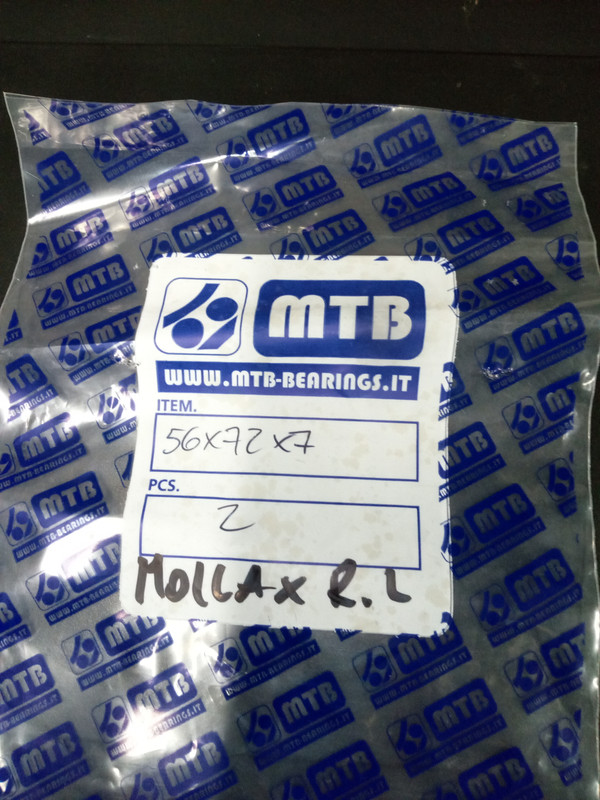 MTB
WWW.MTB-BEARINGS.IT
ITEM.
56x72x7
PCS.
2
MOLLA x R.L